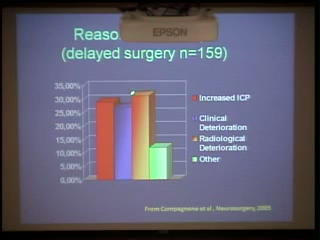 Reaso
EPSON
(delayed surgery n=159)
35,00%
30,00%
25,00%
20,00%
15,00%
10,00%
5,00%
0,00%
Increased ICP
Clinical
Deterioration
Radiological
Deterioration
Other
From Compagnone et al, Neurosurgery, 2005